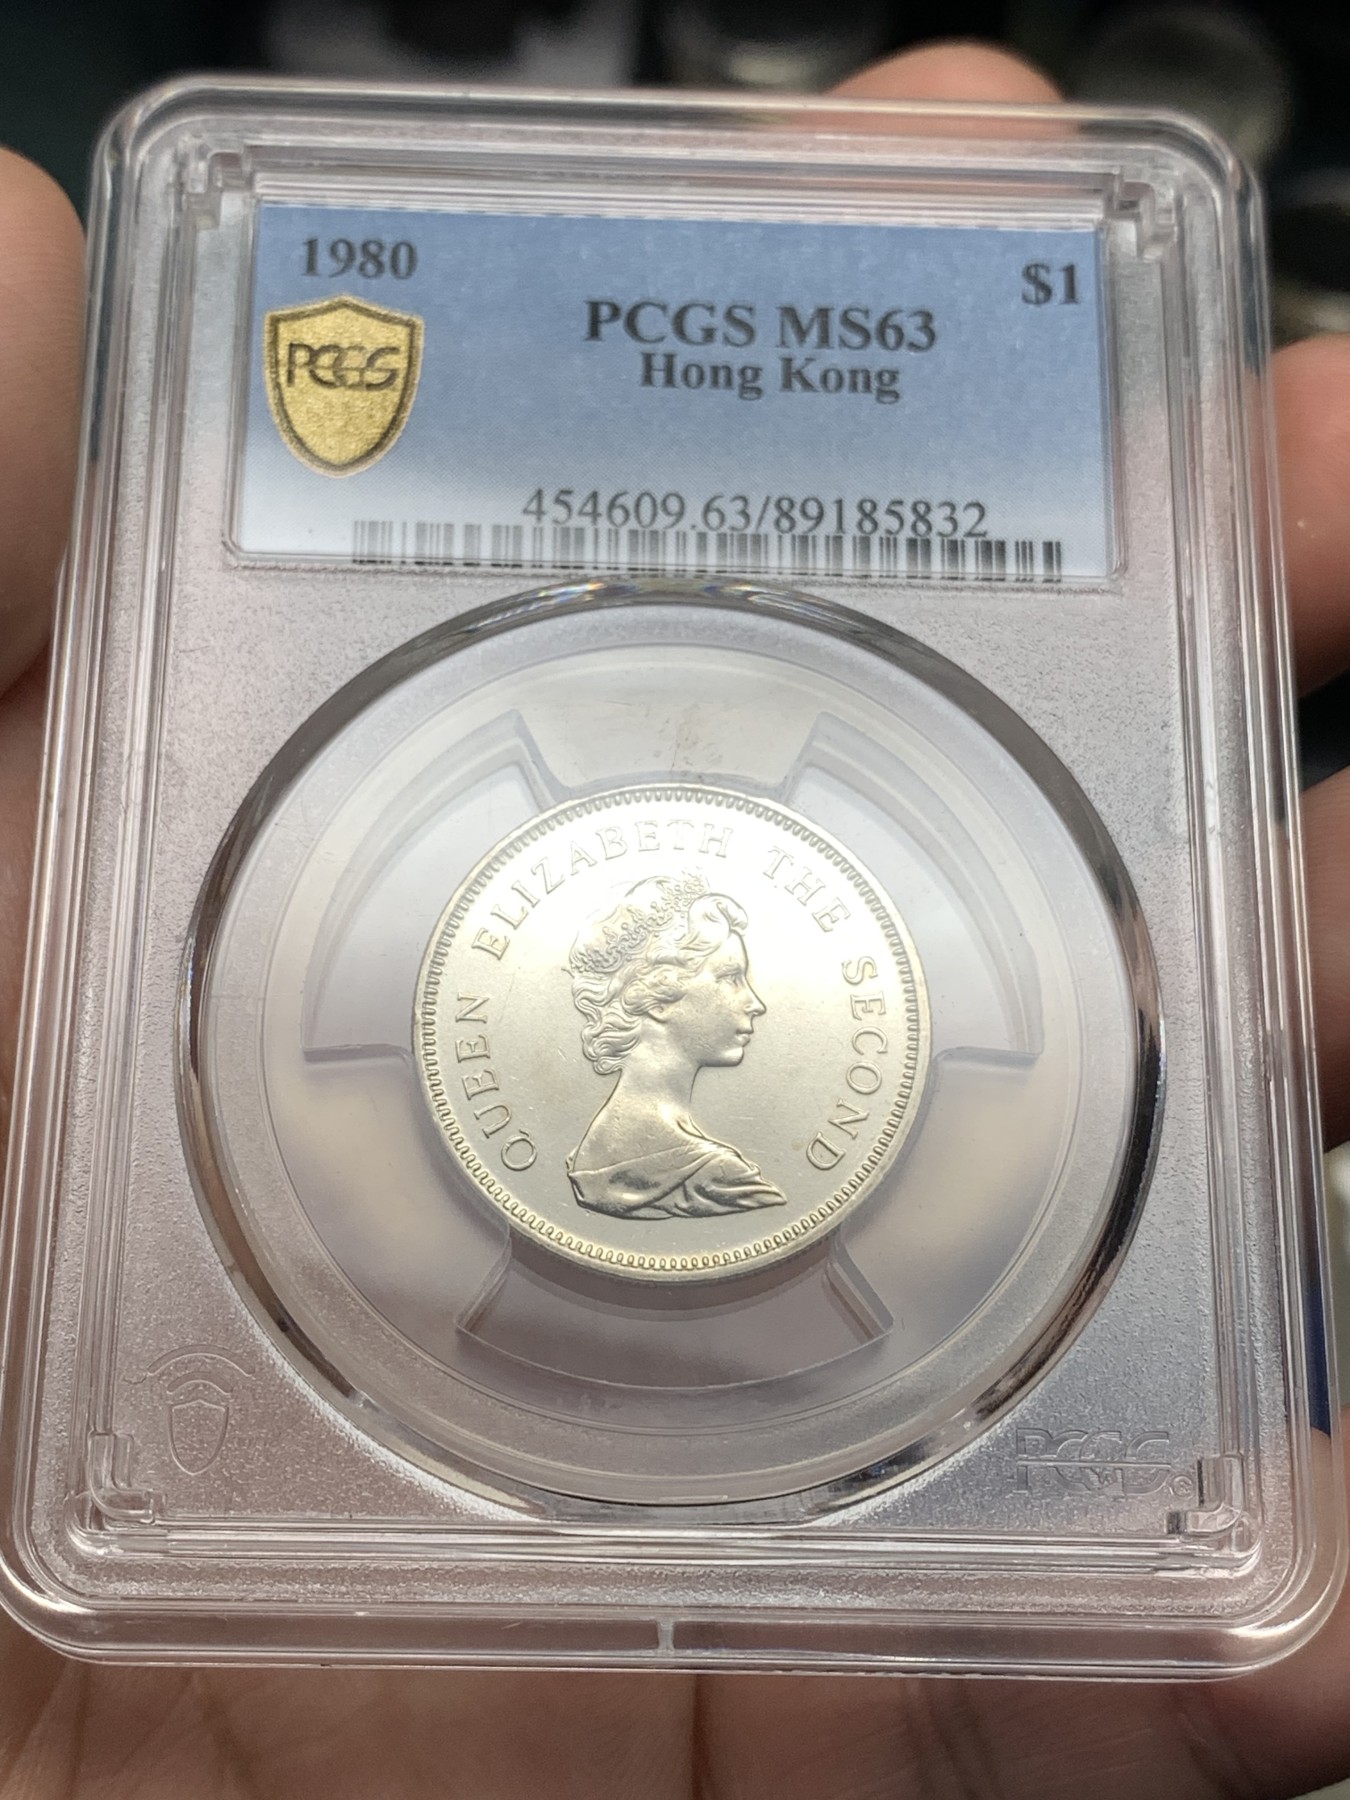 1980
$1
PCGS MS63
Hong Kong
PCGS
454609.63/89185832
QUEEN ELIZABETH THE SECOND
PCGS